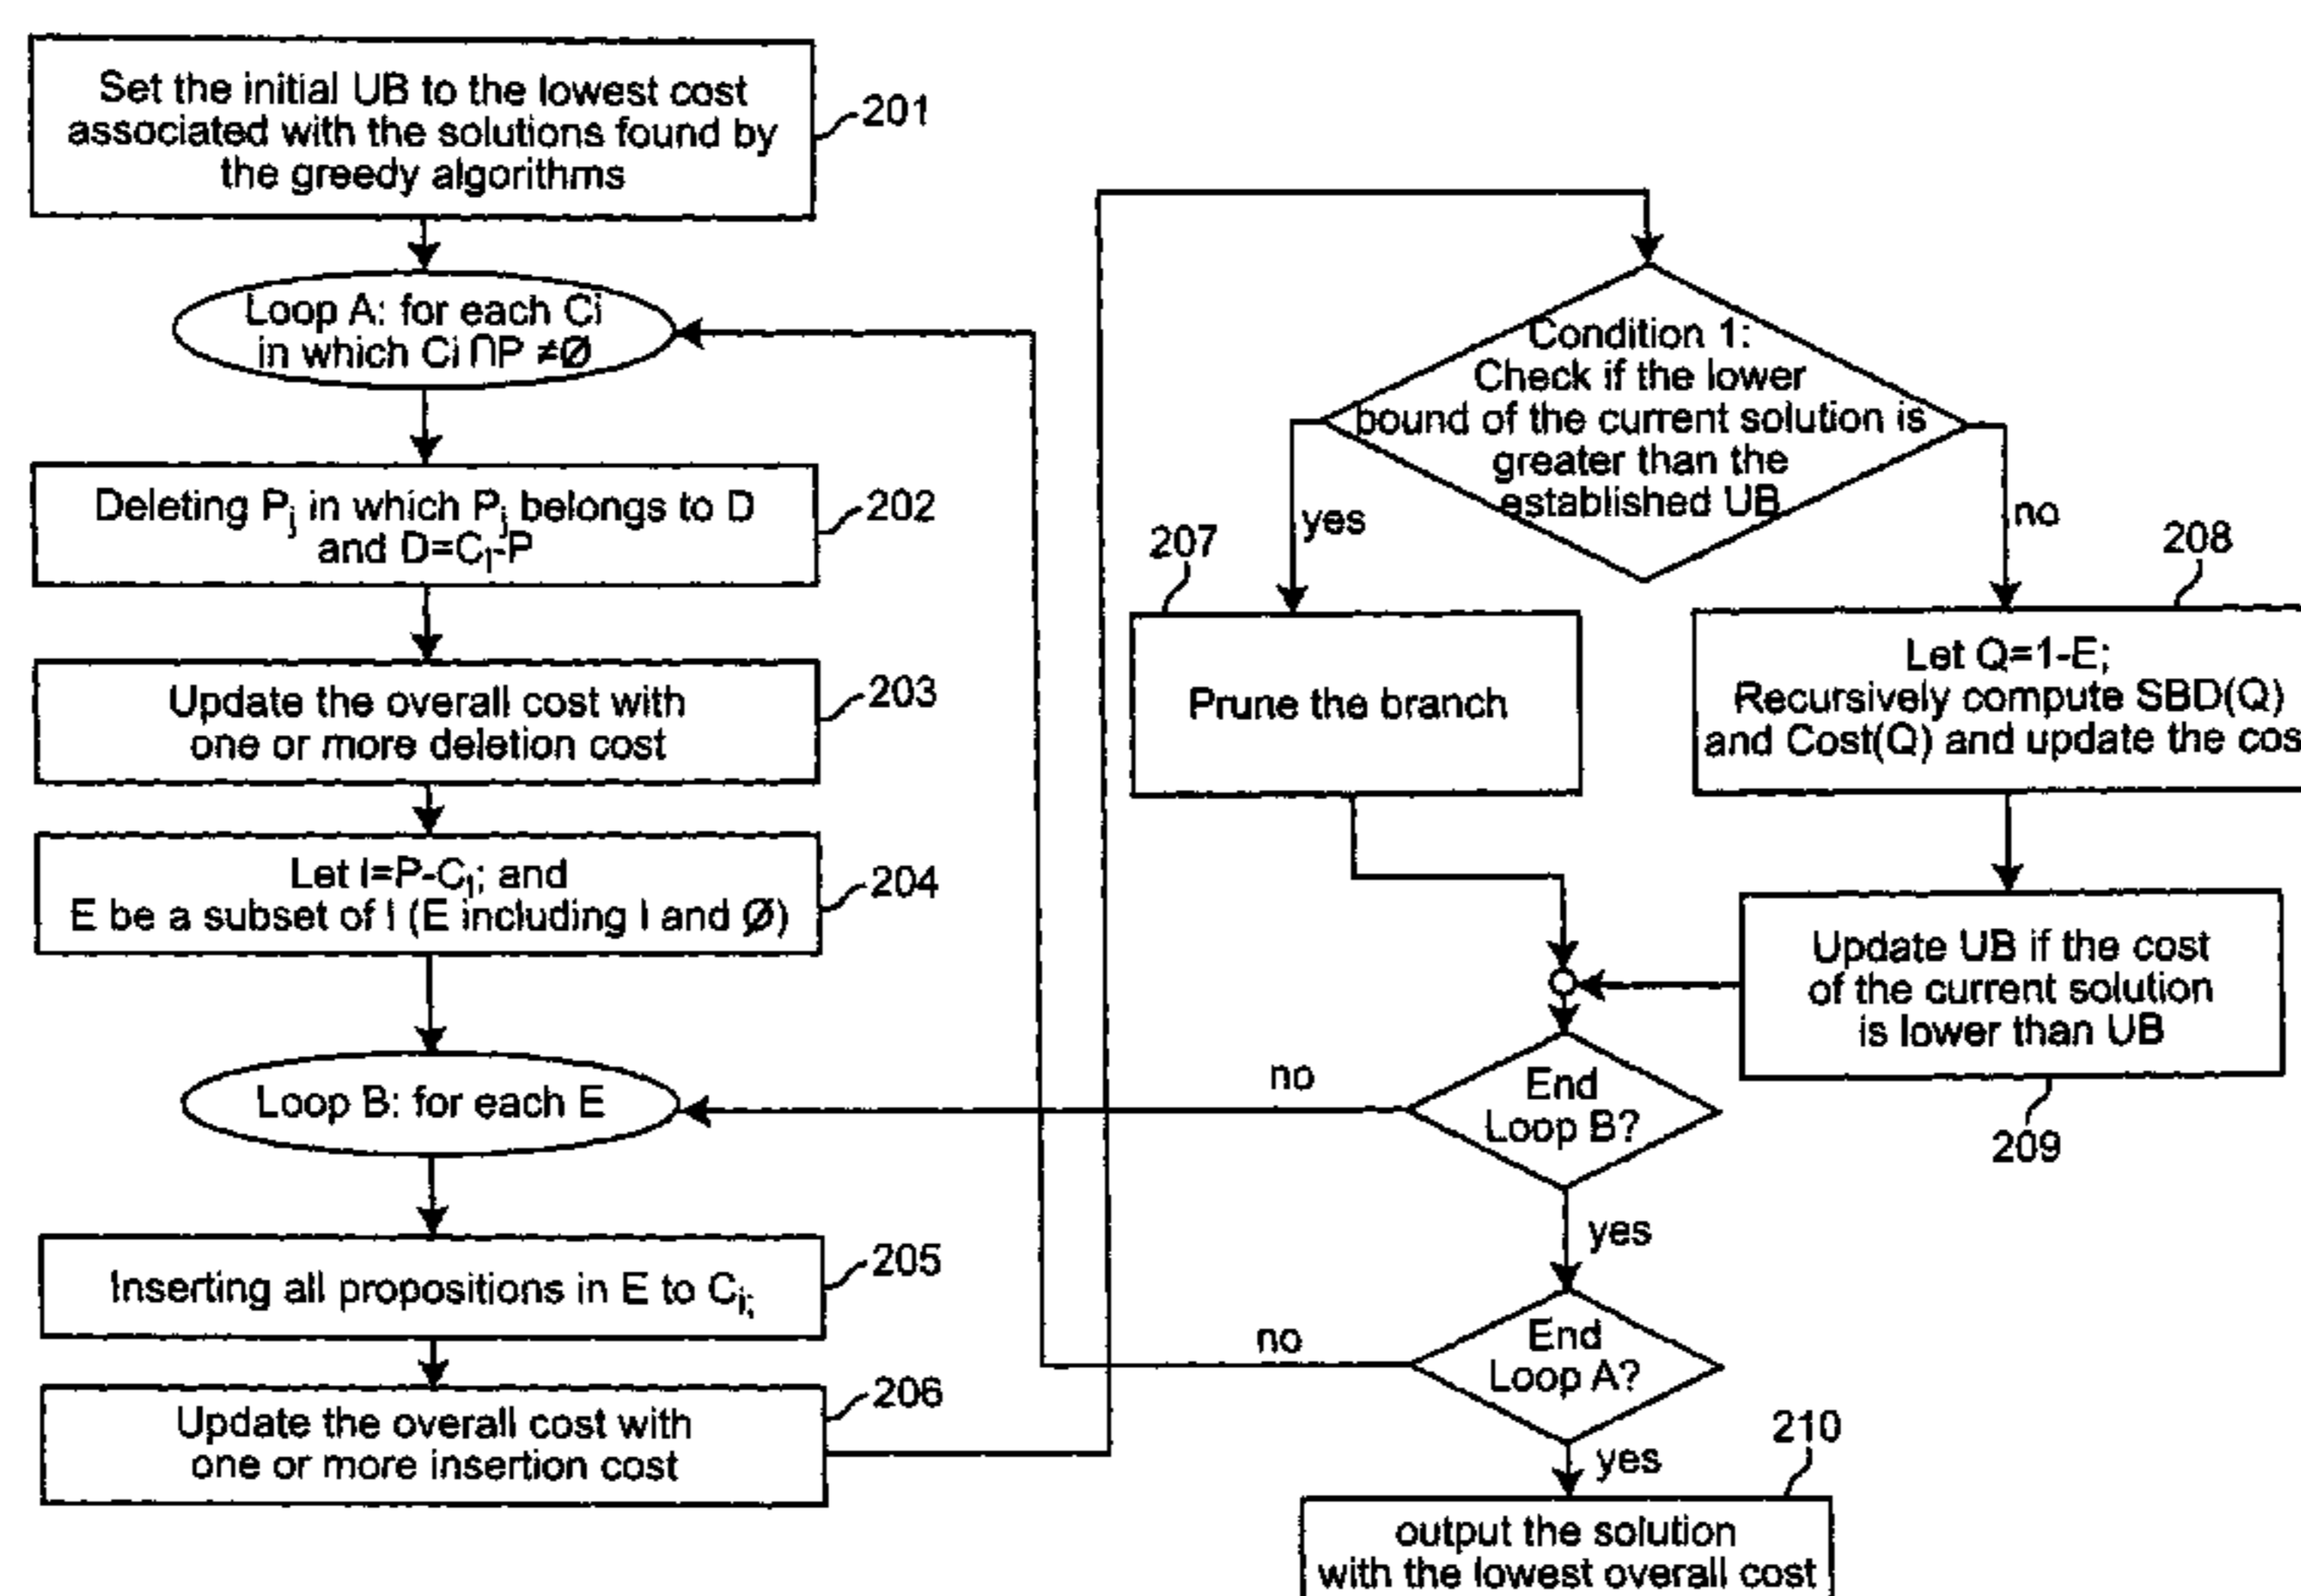 Set the initial UB to the lowest cost
associated with the solutions found by
the greedy algorithms
201
Loop A: for each Ci
in which Ci ∩P ≠Ø
Deleting Pj in which Pj belongs to D
and D=C1-P
202
Update the overall cost with
one or more deletion cost
203
Let I=P-C1; and
E be a subset of I (E including I and Ø)
204
Loop B: for each E
Inserting all propositions in E to Ci;
205
Update the overall cost with
one or more insertion cost
206
Condition 1:
Check if the lower
bound of the current solution is
greater than the
established UB
yes
no
207
Prune the branch
208
Let Q=1-E;
Recursively compute SBD(Q)
and Cost(Q) and update the cos
Update UB if the cost
of the current solution
is lower than UB
209
End
Loop B?
no
yes
End
Loop A?
no
yes
210
output the solution
with the lowest overall cost